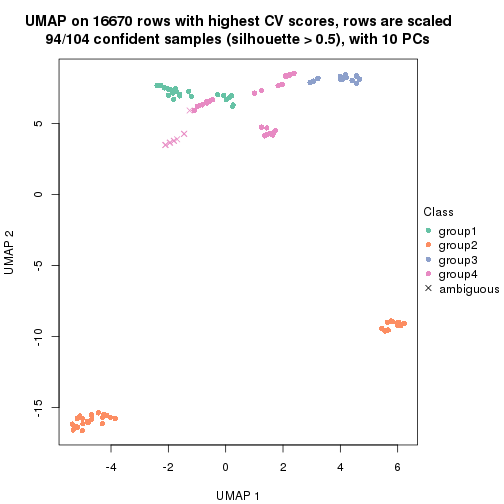 UMAP on 16670 rows with highest CV scores, rows are scaled
94/104 confident samples (silhouette > 0.5), with 10 PCs
5
0
-5
-10
-15
UMAP 2
-4
-2
0
2
4
6
UMAP 1
Class
group1
group2
group3
group4
ambiguous